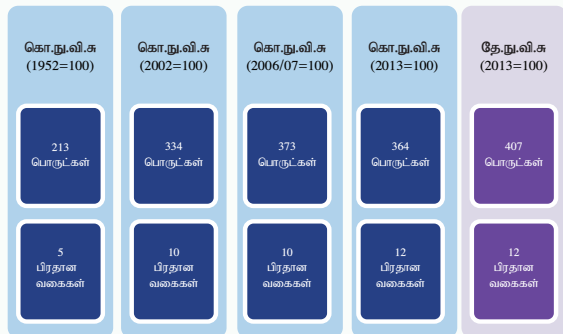 கொ.நு.வி.சு
(1952=100)
213
பொருட்கள்
5
பிரதான
வகைகள்
கொ.நு.வி.சு
(2002=100)
334
பொருட்கள்
10
பிரதான
வகைகள்
கொ.நு.வி.சு
(2006/07=100)
373
பொருட்கள்
10
பிரதான
வகைகள்
கொ.நு.வி.சு
(2013=100)
364
பொருட்கள்
12
பிரதான
வகைகள்
தே.நு.வி.சு
(2013=100)
407
பொருட்கள்
12
பிரதான
வகைகள்